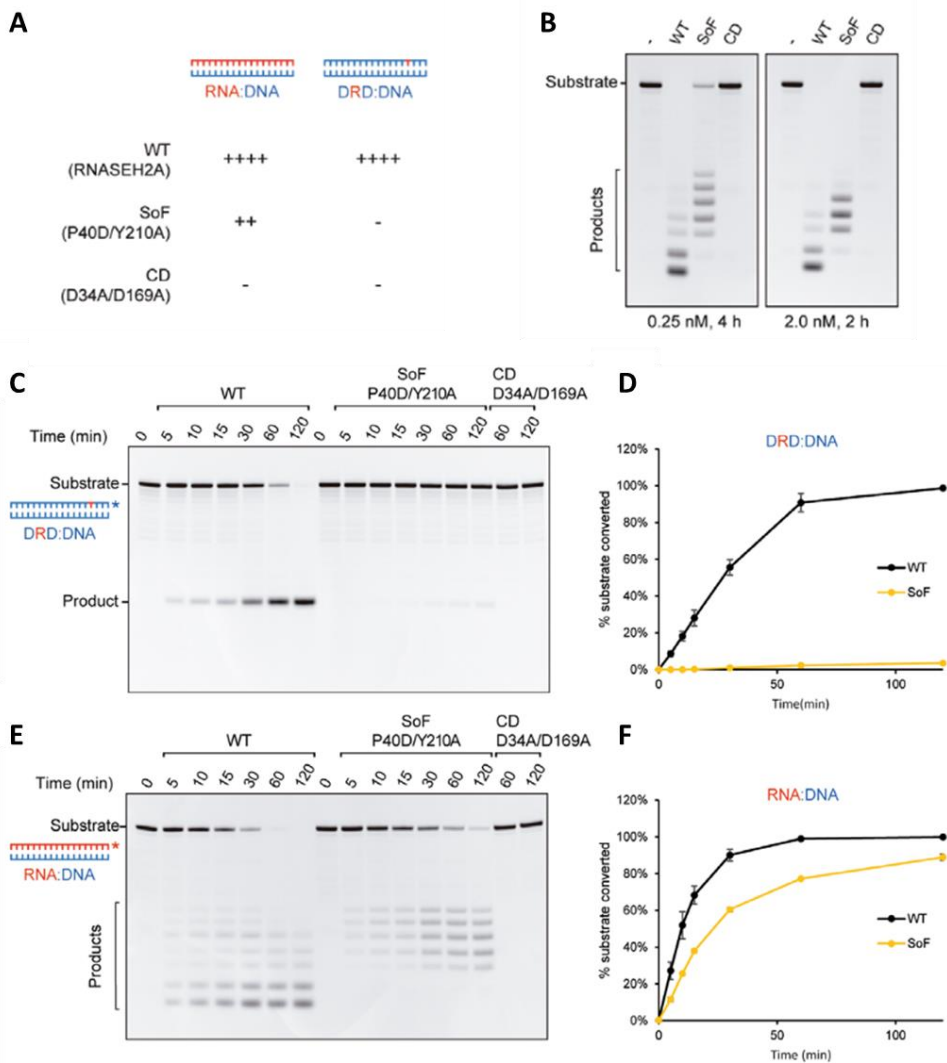 A
RNA:DNA
DRD:DNA
WT
(RNASEH2A)
++++
++++
SoF
(P40D/Y210A)
++
-
CD
(D34A/D169A)
-
-
B
- WT SoF CD
- WT SoF CD
Substrate
Products
0.25 nM, 4 h
2.0 nM, 2 h
C
WT
SoF
P40D/Y210A
CD
D34A/D169A
Time (min)
0 5 10 15 30 60 120 0 5 10 15 30 60 120 60 120
Substrate
*
DRD:DNA
Product
D
DRD:DNA
120%
100%
80%
60%
40%
20%
0%
% substrate converted
WT
SoF
0 50 100
Time(min)
E
WT
SoF
P40D/Y210A
CD
D34A/D169A
Time (min)
0 5 10 15 30 60 120 0 5 10 15 30 60 120 60 120
Substrate
*
RNA:DNA
Products
F
RNA:DNA
120%
100%
80%
60%
40%
20%
0%
% substrate converted
WT
SoF
0 50 100
Time (min)